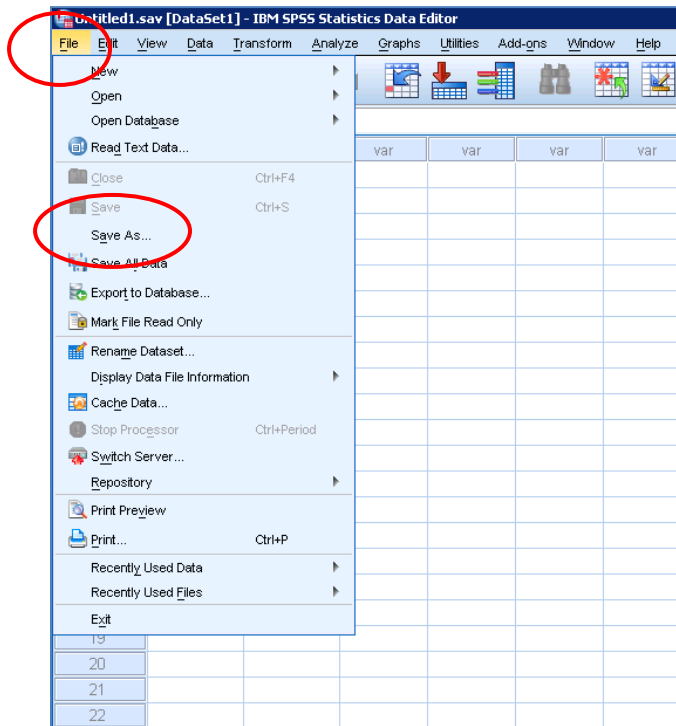 Untitled1.sav [DataSet1] - IBM SPSS Statistics Data Editor
File Edit View Data Transform Analyze Graphs Utilities Add-ons Window Help
New
Open
Open Database
Read Text Data...
var var var var
Close Ctrl+F4
Save Ctrl+S
Save As...
Save All Data
Export to Database...
Mark File Read Only
Rename Dataset...
Display Data File Information
Cache Data...
Stop Processor Ctrl+Period
Switch Server...
Repository
Print Preview
Print... Ctrl+P
Recently Used Data
Recently Used Files
Exit
19
20
21
22